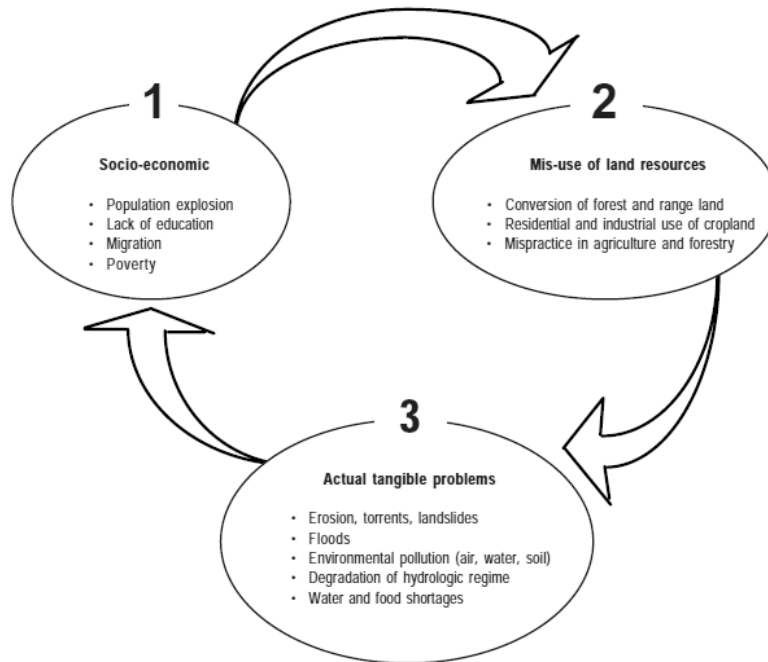 1
Socio-economic
• Population explosion
• Lack of education
• Migration
• Poverty
2
Mis-use of land resources
• Conversion of forest and range land
• Residential and industrial use of cropland
• Mispractice in agriculture and forestry
3
Actual tangible problems
• Erosion, torrents, landslides
• Floods
• Environmental pollution (air, water, soil)
• Degradation of hydrologic regime
• Water and food shortages